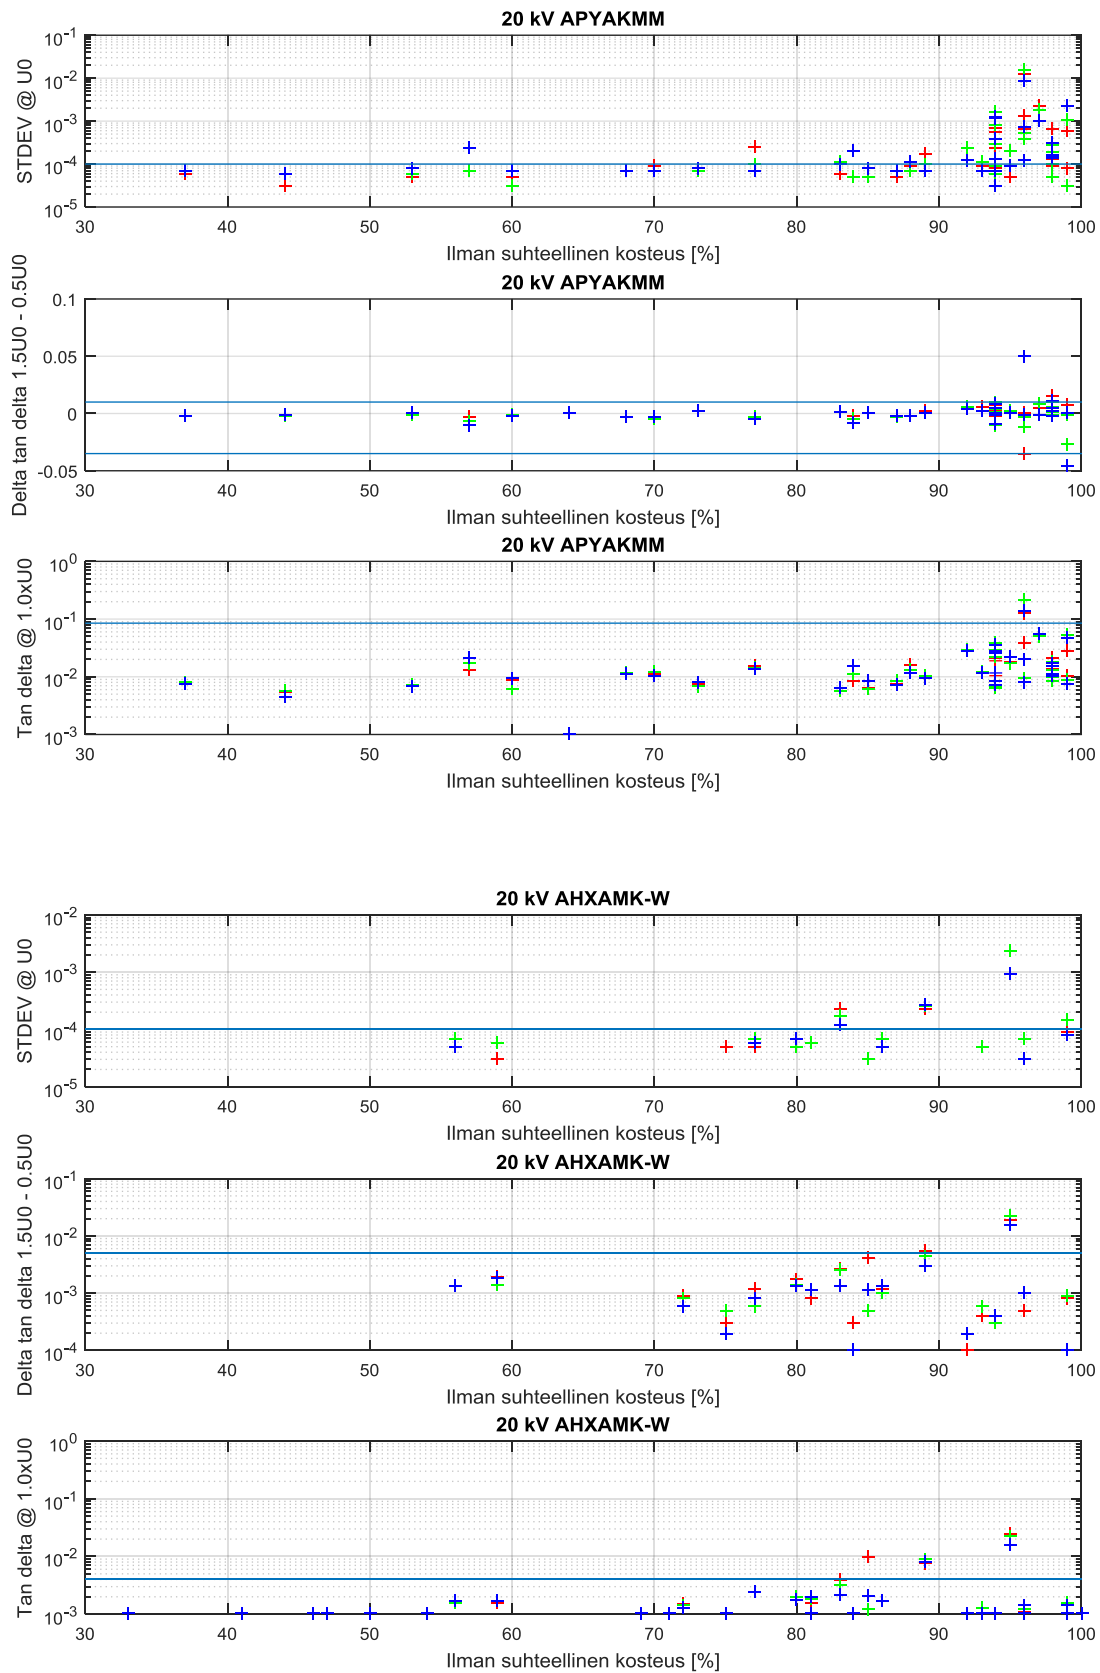 20 kV APYAKMM
STDEV @ U0
10^-1
10^-2
10^-3
10^-4
10^-5
30 40 50 60 70 80 90 100
Ilman suhteellinen kosteus [%]
20 kV APYAKMM
Delta tan delta 1.5U0 - 0.5U0
0.1
0.05
0
-0.05
30 40 50 60 70 80 90 100
Ilman suhteellinen kosteus [%]
20 kV APYAKMM
Tan delta @ 1.0xU0
10^0
10^-1
10^-2
10^-3
30 40 50 60 70 80 90 100
Ilman suhteellinen kosteus [%]
20 kV AHXAMK-W
STDEV @ U0
10^-2
10^-3
10^-4
10^-5
30 40 50 60 70 80 90 100
Ilman suhteellinen kosteus [%]
20 kV AHXAMK-W
Delta tan delta 1.5U0 - 0.5U0
10^-1
10^-2
10^-3
10^-4
30 40 50 60 70 80 90 100
Ilman suhteellinen kosteus [%]
20 kV AHXAMK-W
Tan delta @ 1.0xU0
10^0
10^-1
10^-2
10^-3
30 40 50 60 70 80 90 100
Ilman suhteellinen kosteus [%]